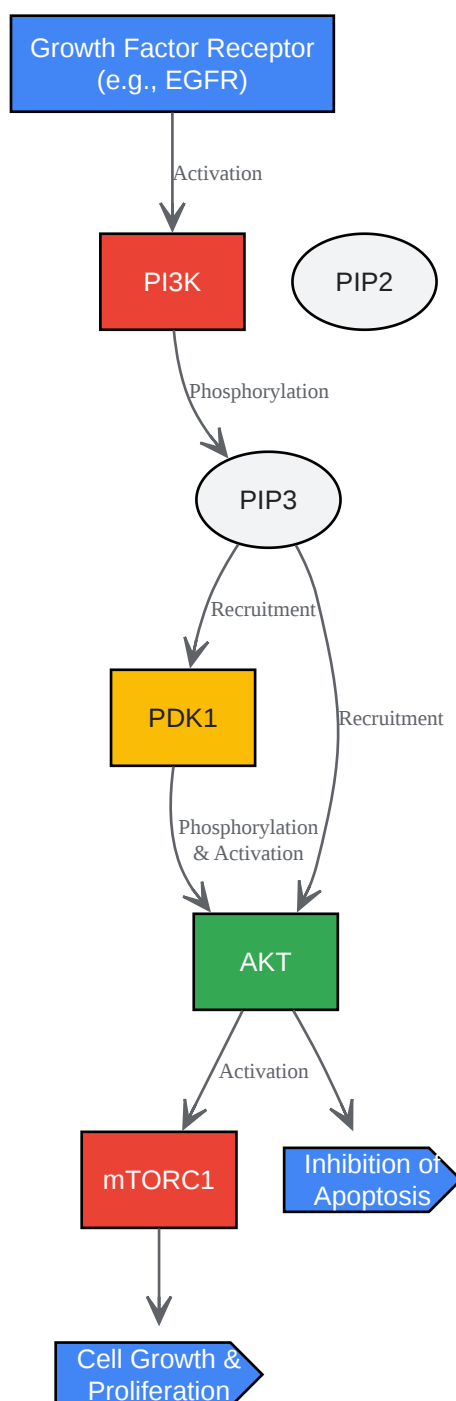 Growth Factor Receptor
(e.g., EGFR)
Activation
PI3K
PIP2
Phosphorylation
PIP3
Recruitment
PDK1
Recruitment
Phosphorylation
& Activation
AKT
Activation
mTORC1
Inhibition of
Apoptosis
Cell Growth &
Proliferation